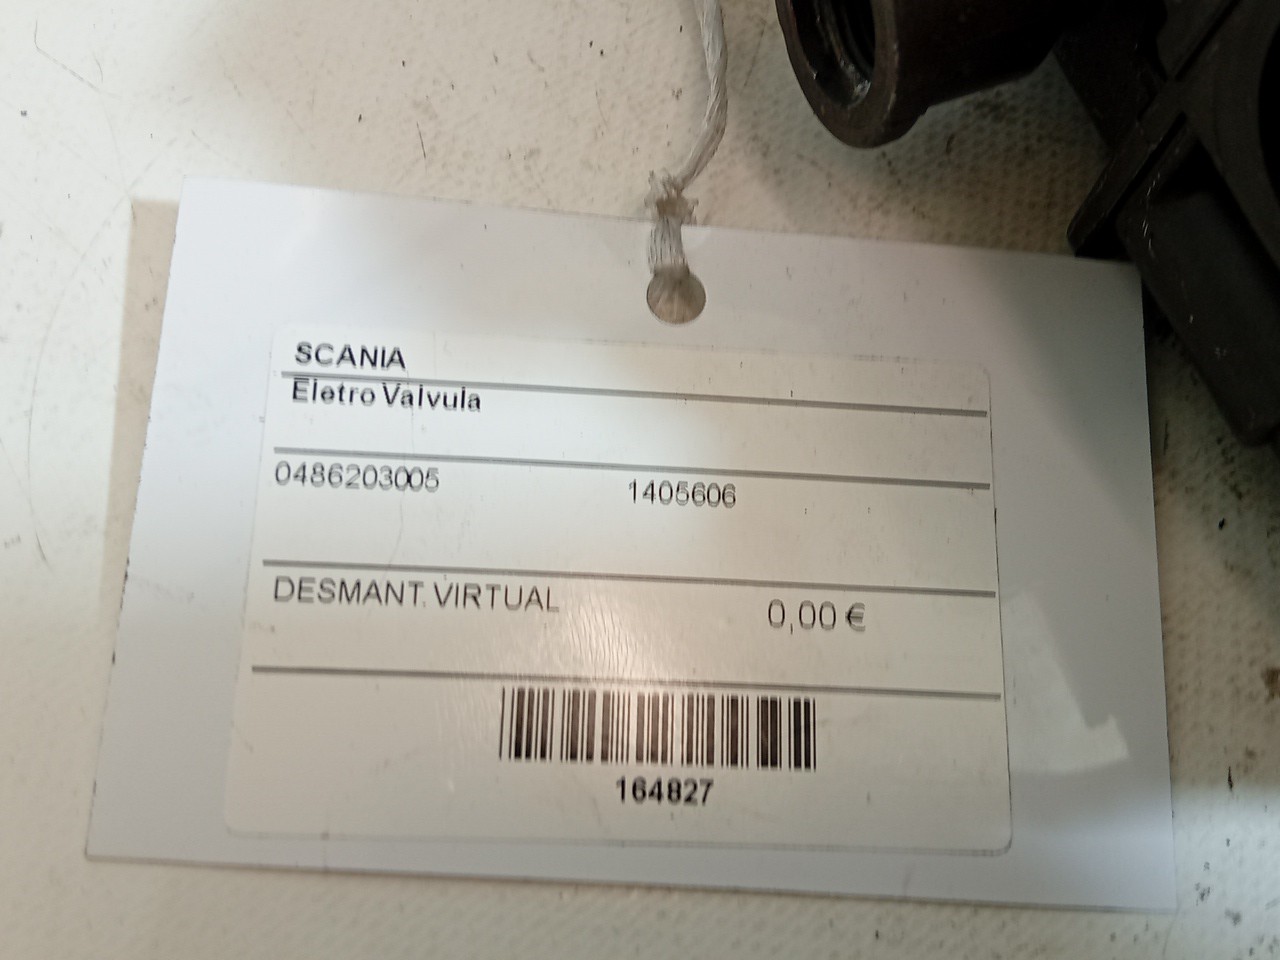 SCANIA
Eletro Valvula
0486203005 1405606
DESMANT. VIRTUAL 0,00 €
164827